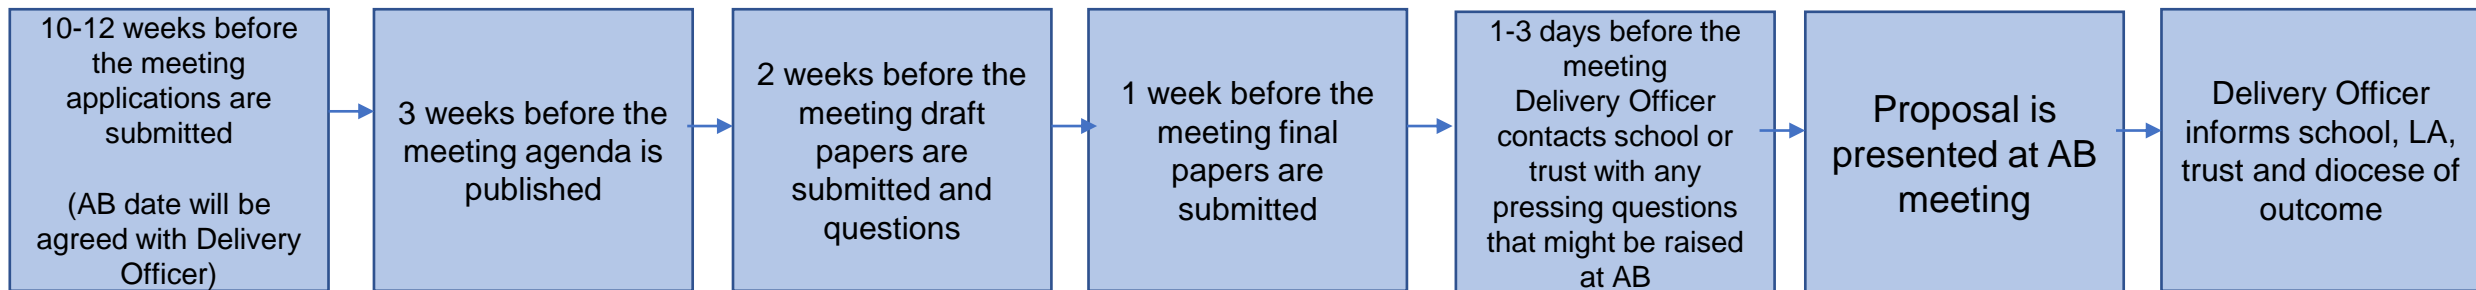 10-12 weeks before
the meeting
applications are
submitted
(AB date will be
agreed with Delivery
Officer)
3 weeks before the
meeting agenda is
published
2 weeks before the
meeting draft
papers are
submitted and
questions
1 week before the
meeting final
papers are
submitted
1-3 days before the
meeting
Delivery Officer
contacts school or
trust with any
pressing questions
that might be raised
at AB
Proposal is
presented at AB
meeting
Delivery Officer
informs school, LA,
trust and diocese of
outcome